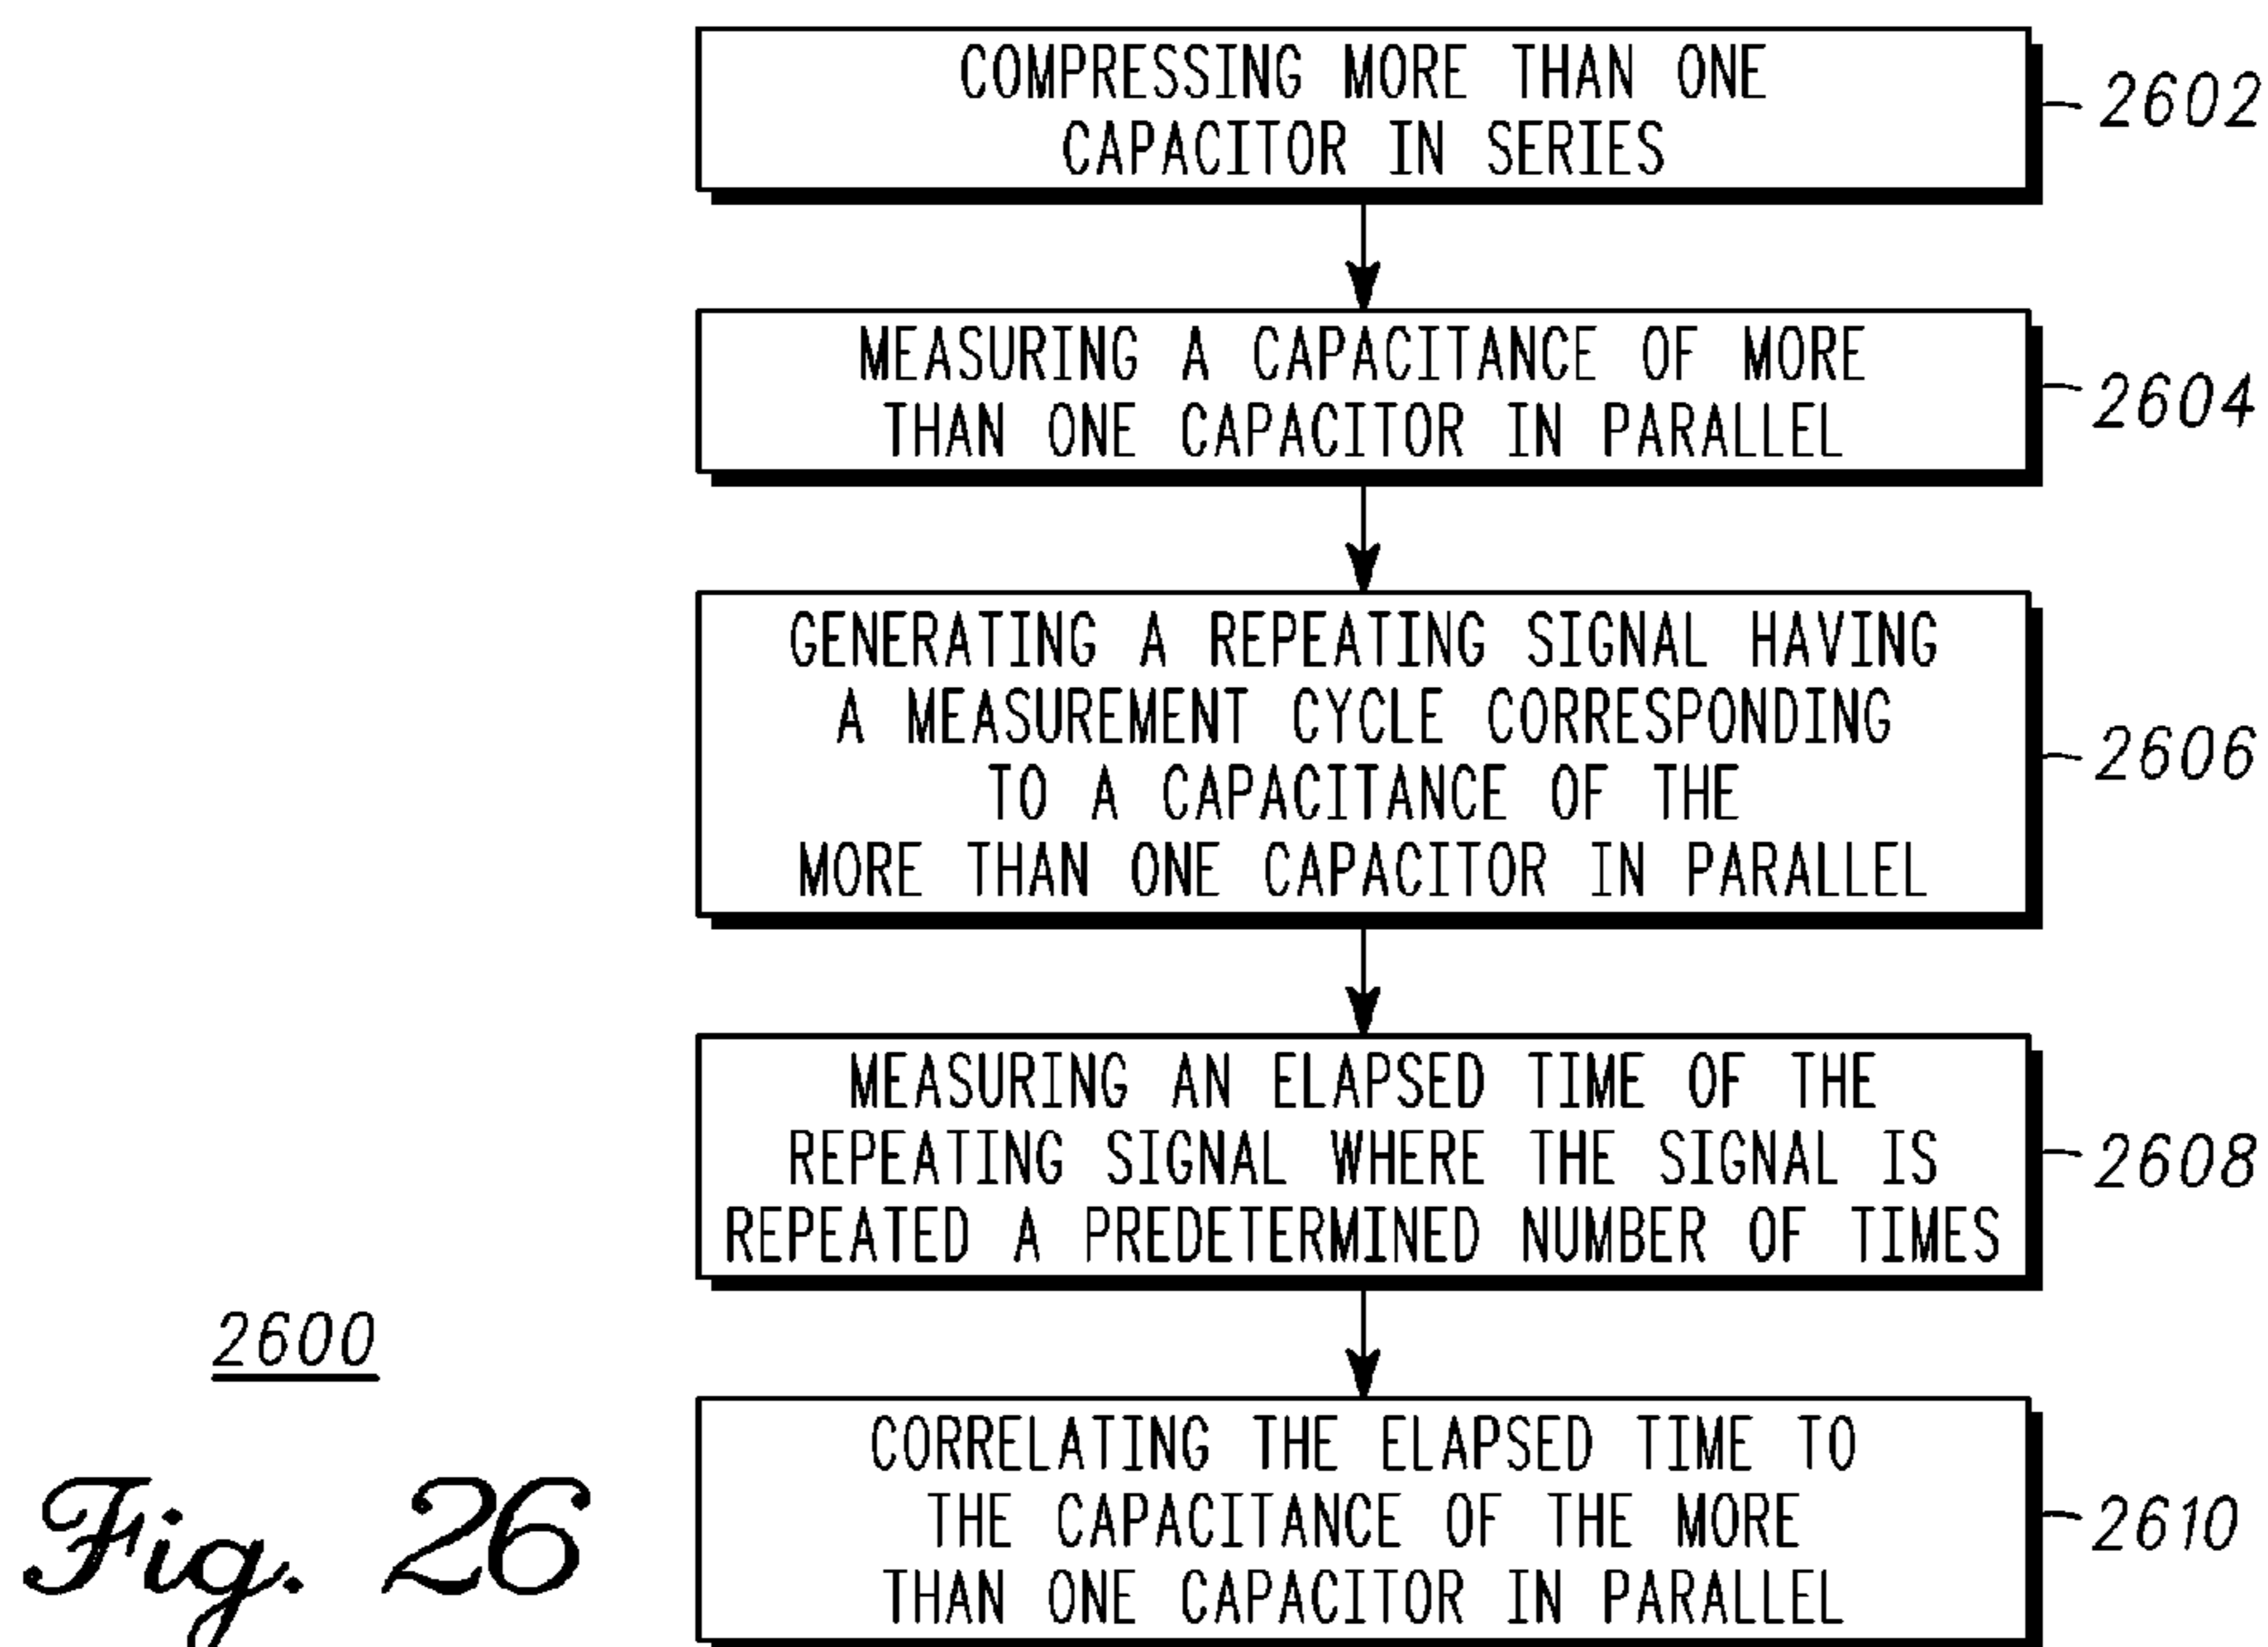 COMPRESSING MORE THAN ONE
CAPACITOR IN SERIES
2602
MEASURING A CAPACITANCE OF MORE
THAN ONE CAPACITOR IN PARALLEL
2604
GENERATING A REPEATING SIGNAL HAVING
A MEASUREMENT CYCLE CORRESPONDING
TO A CAPACITANCE OF THE
MORE THAN ONE CAPACITOR IN PARALLEL
2606
MEASURING AN ELAPSED TIME OF THE
REPEATING SIGNAL WHERE THE SIGNAL IS
REPEATED A PREDETERMINED NUMBER OF TIMES
2608
CORRELATING THE ELAPSED TIME TO
THE CAPACITANCE OF THE MORE
THAN ONE CAPACITOR IN PARALLEL
2610
2600
Fig. 26